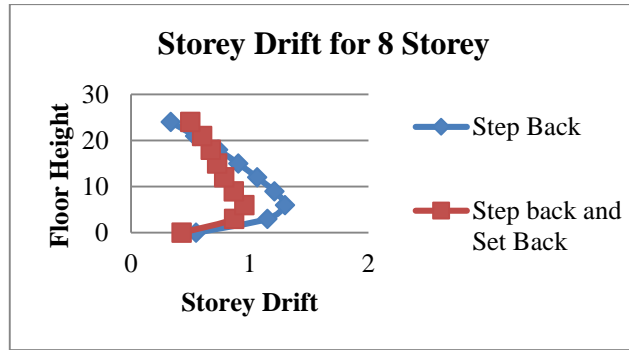 Storey Drift for 8 Storey
Floor Height
30
20
10
0
0 1 2
Storey Drift
Step Back
Step back and
Set Back